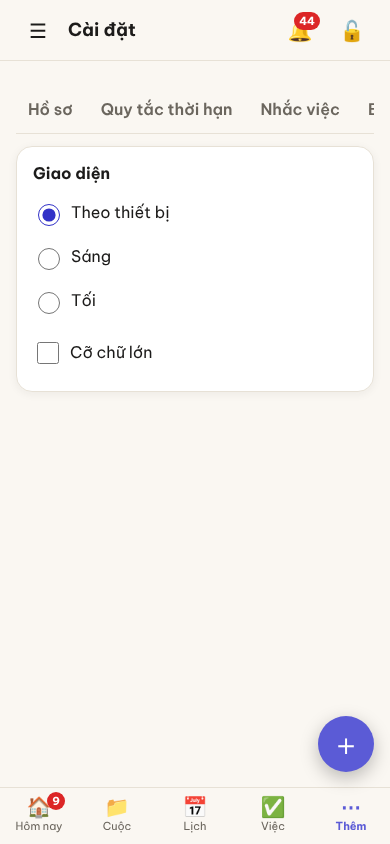 Cài đặt
44
Hồ sơ Quy tắc thời hạn Nhắc việc
Giao diện
Theo thiết bị
Sáng
Tối
Cỡ chữ lớn
+
9
Hôm nay Cuộc Lịch Việc Thêm